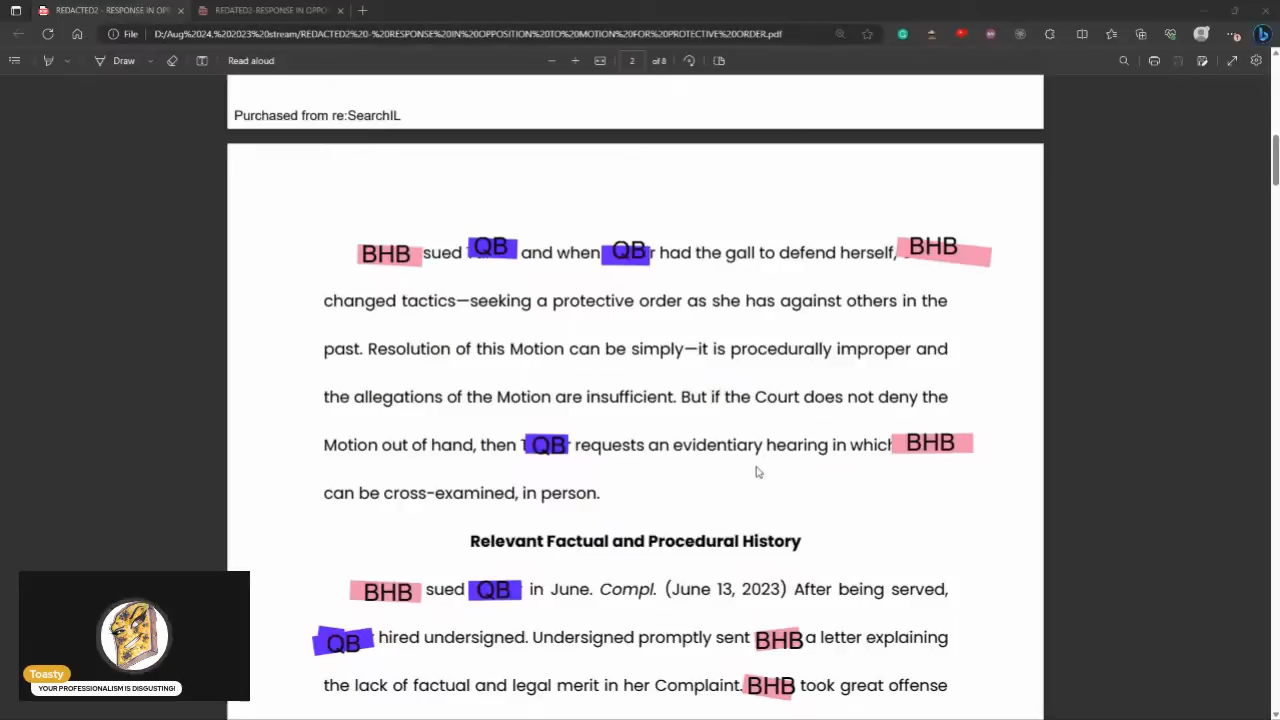 REDACTED2 - RESPONSE IN OPP
REDATED2-RESPONSE IN OPPO
File
D:/Aug%2024,%202023%20stream/REDACTED2%20-%20RESPONSE%20IN%20OPPOSITION%20TO%20MOTION%20FOR%20PROTECTIVE%20ORDER.pdf
Draw
Read aloud
2 of 8
Purchased from re:SearchIL
BHB sued QB and when QB r had the gall to defend herself, BHB
changed tactics—seeking a protective order as she has against others in the
past. Resolution of this Motion can be simply—it is procedurally improper and
the allegations of the Motion are insufficient. But if the Court does not deny the
Motion out of hand, then QB requests an evidentiary hearing in which BHB
can be cross-examined, in person.
Relevant Factual and Procedural History
BHB sued QB in June. Compl. (June 13, 2023) After being served,
QB hired undersigned. Undersigned promptly sent BHB a letter explaining
the lack of factual and legal merit in her Complaint. BHB took great offense
Toasty
YOUR PROFESSIONALISM IS DISGUSTING!